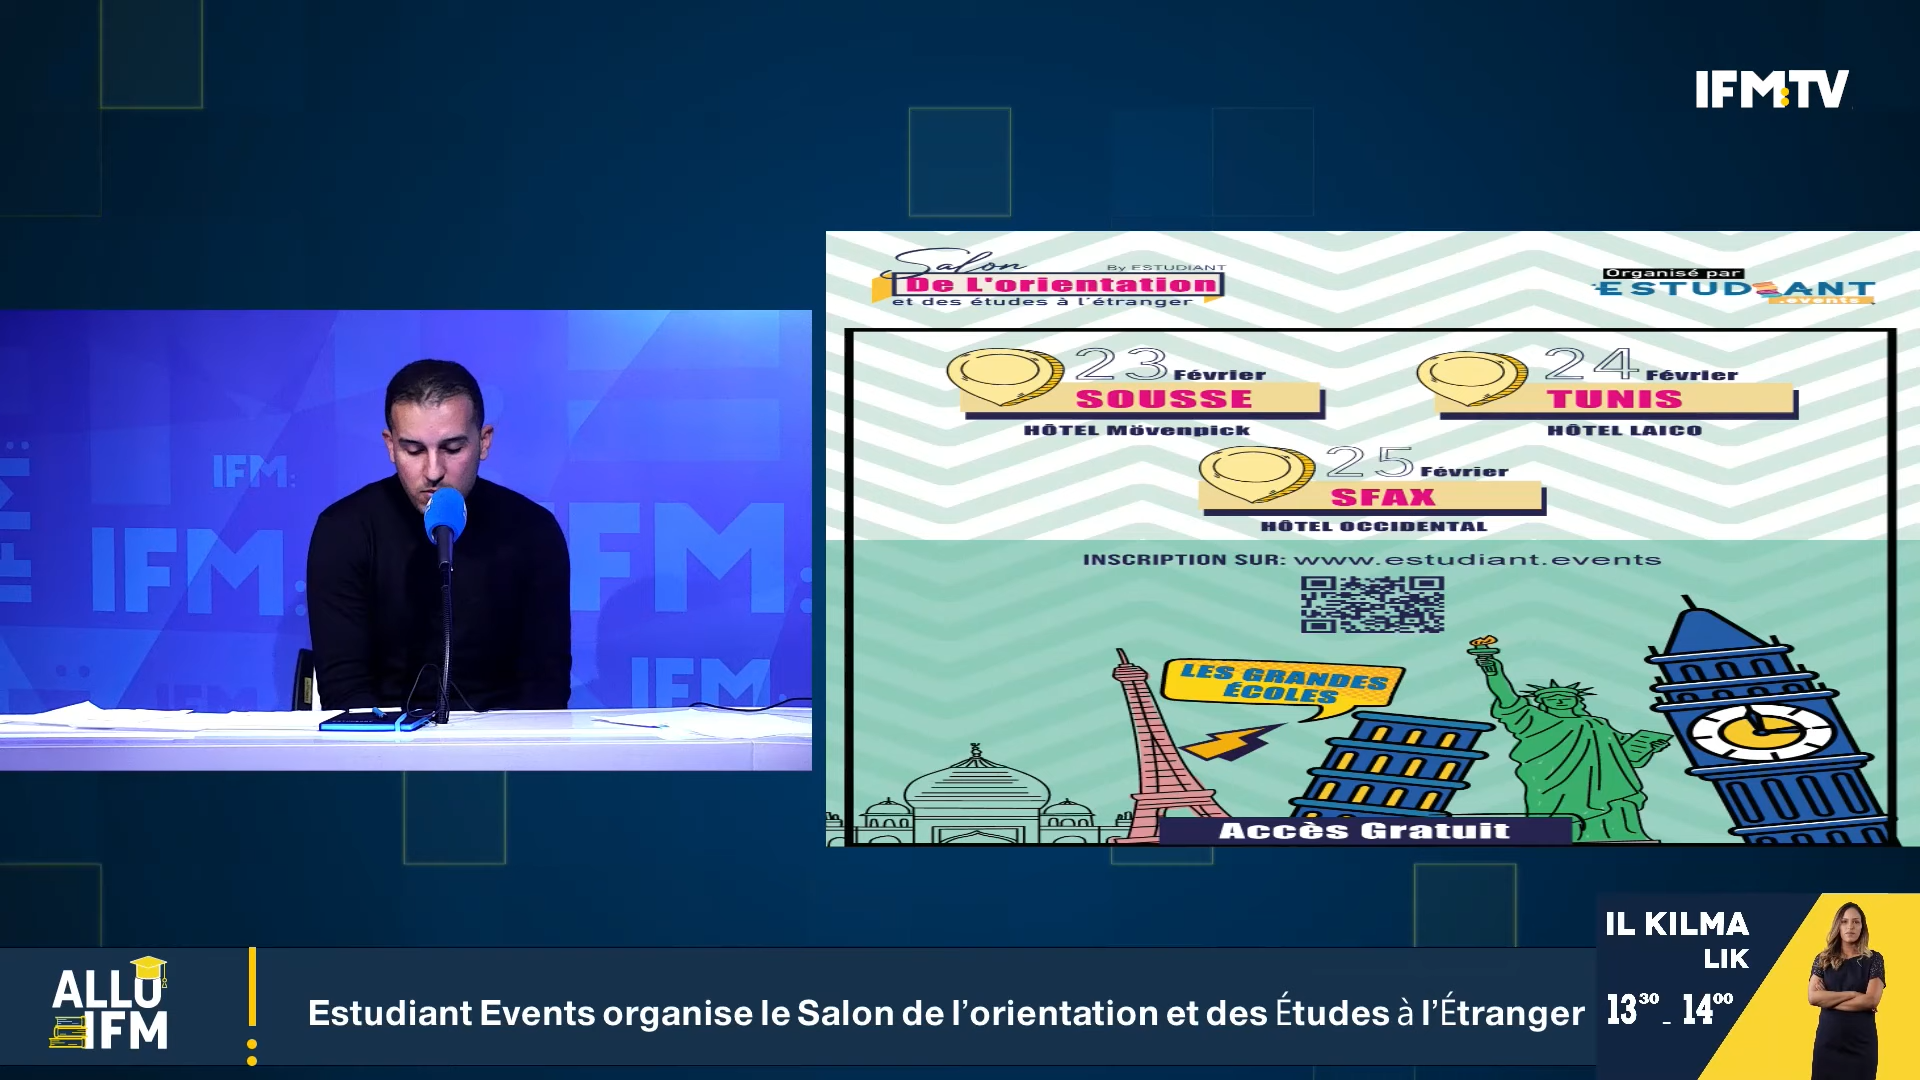 IFM:TV
Salon
By ESTUDIANT
De L'orientation
et des études à l'étranger
Organisé par
ESTUDIANT
.events
23 Février
SOUSSE
HÔTEL Mövenpick
24 Février
TUNIS
HÔTEL LAICO
25 Février
SFAX
HÔTEL OCCIDENTAL
INSCRIPTION SUR: www.estudiant.events
LES GRANDES
ÉCOLES
Accès Gratuit
IFM:
IFM:
IFM:
IFM:
IFM
ALLO
IFM
Estudiant Events organise le Salon de l’orientation et des Études à l’Étranger
IL KILMA
LIK
13³⁰ - 14⁰⁰